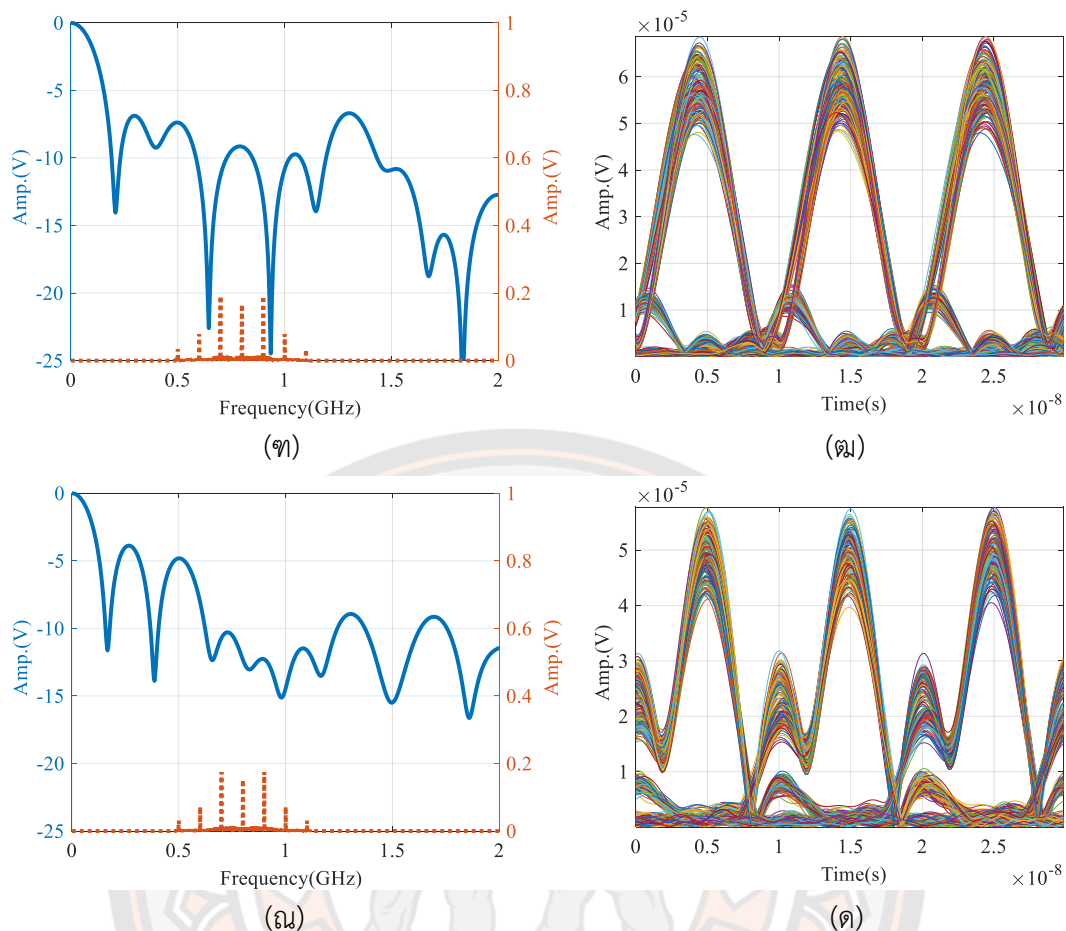 0 1
-5 0.8
-10 0.6
-15 0.4
-20 0.2
-25 0
Amp.(V)
Amp.(V)
0 0.5 1 1.5 2
Frequency(GHz)
(ฑ)
×10⁻⁵
6
5
4
3
2
1
Amp.(V)
0 0.5 1 1.5 2 2.5
Time(s)
×10⁻⁸
(ฒ)
0 1
-5 0.8
-10 0.6
-15 0.4
-20 0.2
-25 0
Amp.(V)
Amp.(V)
0 0.5 1 1.5 2
Frequency(GHz)
(ณ)
×10⁻⁵
5
4
3
2
1
Amp.(V)
0 0.5 1 1.5 2 2.5
Time(s)
×10⁻⁸
(ด)